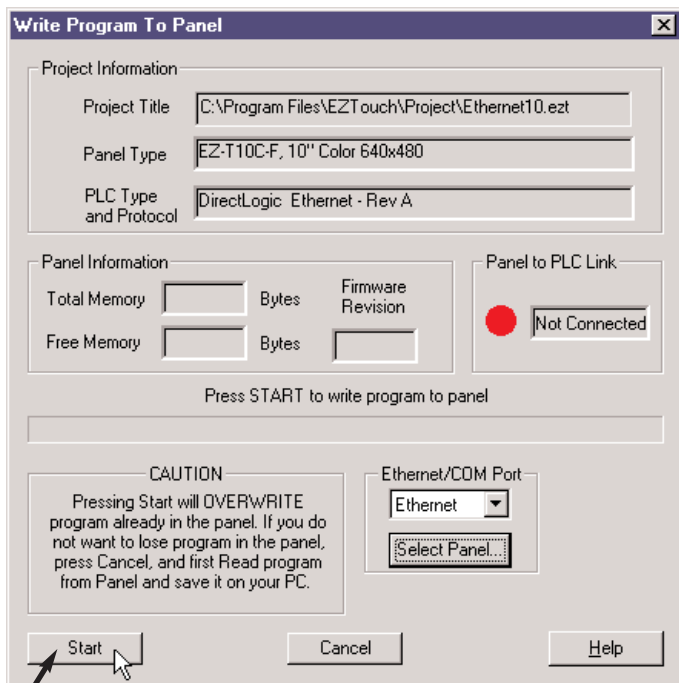 Write Program To Panel
Project Information
Project Title C:\Program Files\EZTouch\Project\Ethernet10.ezt
Panel Type EZ-T10C-F, 10" Color 640x480
PLC Type
and Protocol DirectLogic Ethernet - Rev A
Panel Information
Total Memory Bytes Firmware
Revision
Free Memory Bytes
Panel to PLC Link
Not Connected
Press START to write program to panel
CAUTION
Pressing Start will OVERWRITE
program already in the panel. If you do
not want to lose program in the panel,
press Cancel, and first Read program
from Panel and save it on your PC.
Ethernet/COM Port
Ethernet
Select Panel...
Start Cancel Help